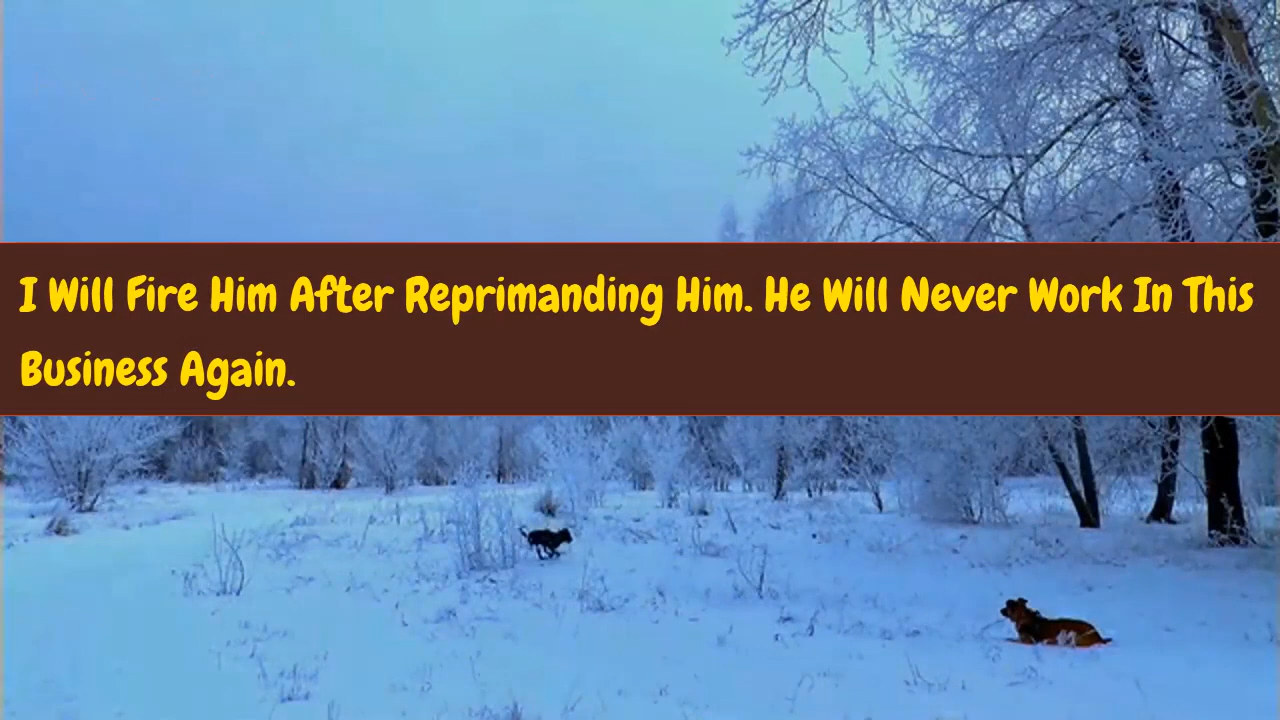 I Will Fire Him After Reprimanding Him. He Will Never Work In This
Business Again.